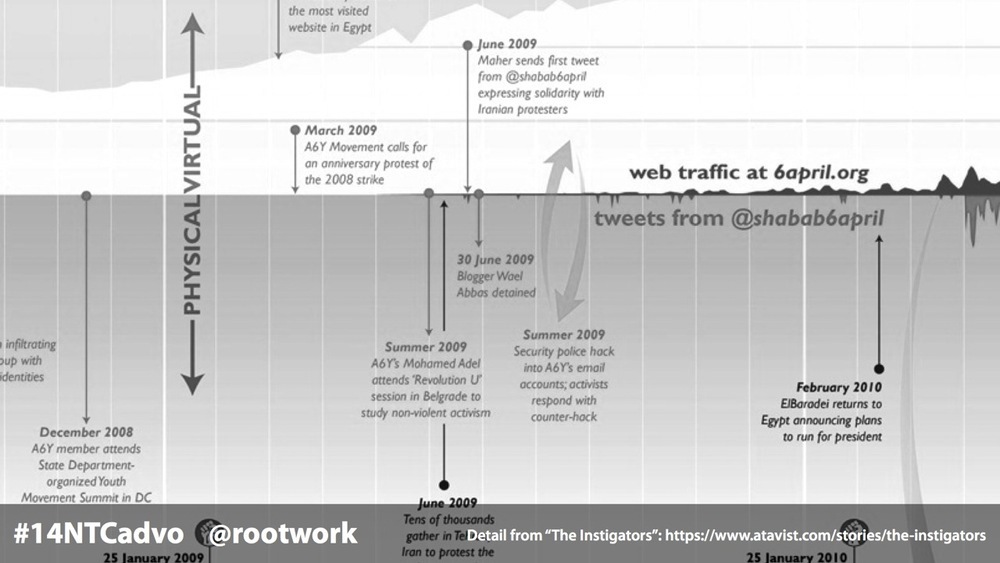 the most visited
website in Egypt
June 2009
Maher sends first tweet
from @shabab6april
expressing solidarity with
Iranian protesters
March 2009
A6Y Movement calls for
an anniversary protest of
the 2008 strike
PHYSICAL VIRTUAL
web traffic at 6april.org
tweets from @shabab6april
30 June 2009
Blogger Wael
Abbas detained
infiltrating
with
identities
Summer 2009
A6Y's Mohamed Adel
attends 'Revolution U'
session in Belgrade to
study non-violent activism
Summer 2009
Security police hack
into A6Y's email
accounts; activists
respond with
counter-hack
February 2010
ElBaradei returns to
Egypt announcing plans
to run for president
December 2008
A6Y member attends
State Department-
organized Youth
Movement Summit in DC
June 2009
Tens of thousands
gather in
Iran to protest the
#14NTCadvo @rootwork
Detail from "The Instigators": https://www.atavist.com/stories/the-instigators
25 January 2009
25 January 2010